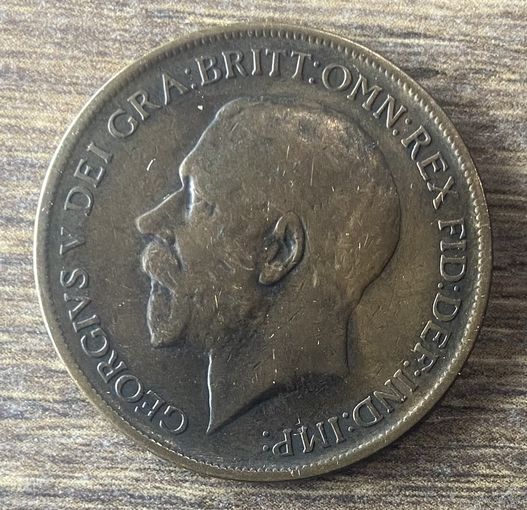 GEORGIVS V DEI GRA:BRITT:OMN:REX FID:DEF:IND:IMP: